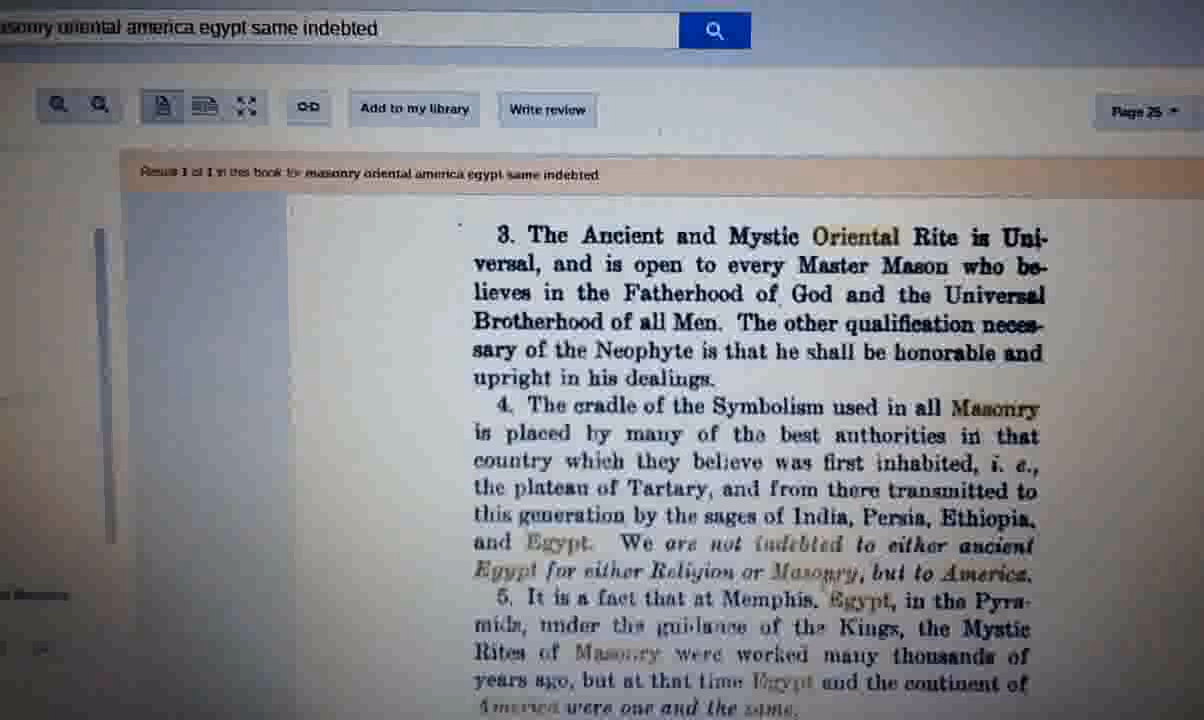 asonry oriental america egypt same indebted
Add to my library
Write review
Page 25
Result 1 of 1 in this book for masonry oriental america egypt same indebted
3. The Ancient and Mystic Oriental Rite is Uni-
versal, and is open to every Master Mason who be-
lieves in the Fatherhood of God and the Universal
Brotherhood of all Men. The other qualification neces-
sary of the Neophyte is that he shall be honorable and
upright in his dealings.
4. The cradle of the Symbolism used in all Masonry
is placed by many of the best authorities in that
country which they believe was first inhabited, i. e.,
the plateau of Tartary, and from there transmitted to
this generation by the sages of India, Persia, Ethiopia,
and Egypt. We are not indebted to either ancient
Egypt for either Religion or Masonry, but to America.
5. It is a fact that at Memphis, Egypt, in the Pyra-
mids, under the guidance of the Kings, the Mystic
Rites of Masonry were worked many thousands of
years ago, but at that time Egypt and the continent of
America were one and the same.